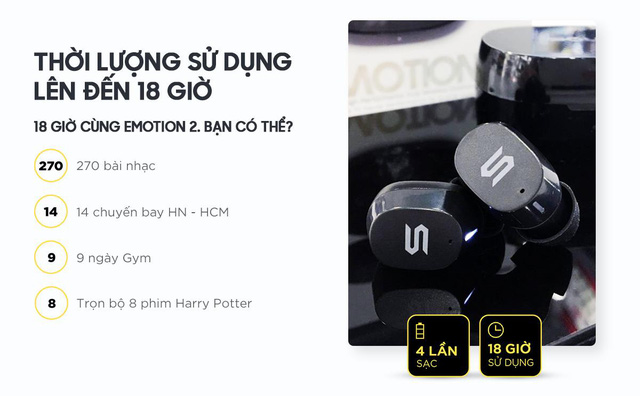 THỜI LƯỢNG SỬ DỤNG
LÊN ĐẾN 18 GIỜ
18 GIỜ CÙNG EMOTION 2. BẠN CÓ THỂ?
270 270 bài nhạc
14 14 chuyến bay HN - HCM
9 9 ngày Gym
8 Trọn bộ 8 phim Harry Potter
MOTION
4 LẦN
SẠC
18 GIỜ
SỬ DỤNG